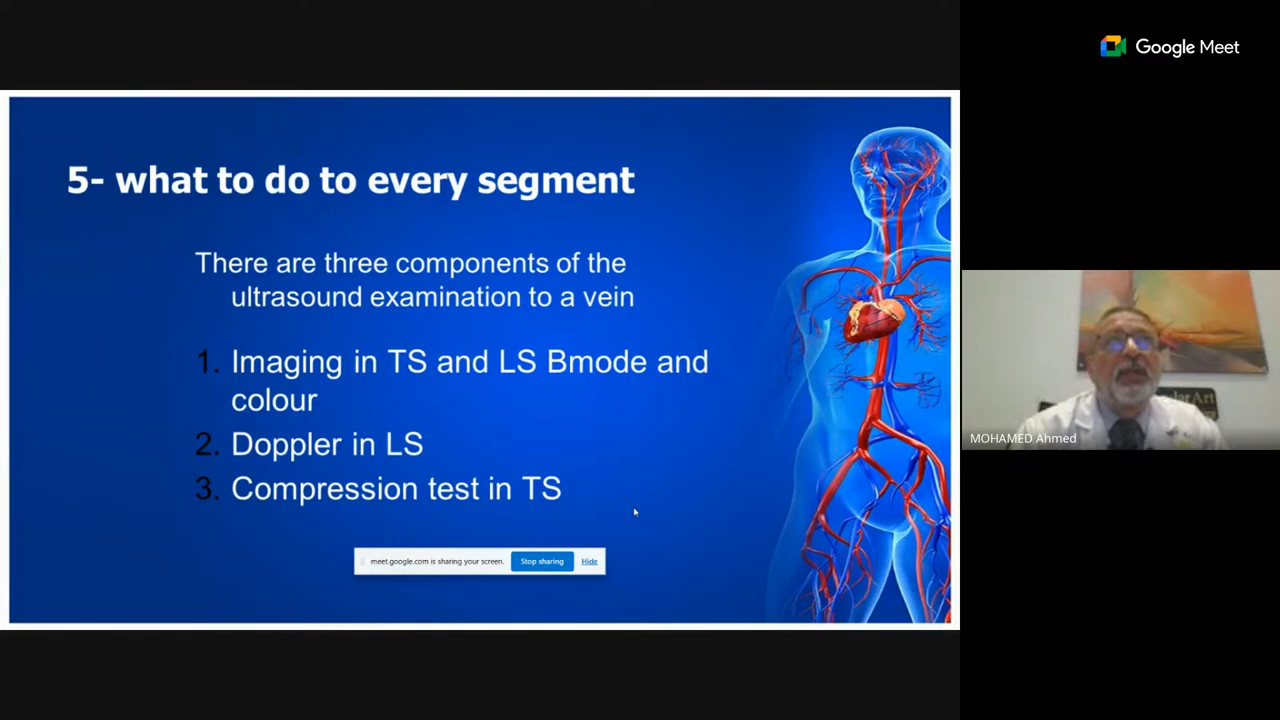 Google Meet
5- what to do to every segment
There are three components of the
ultrasound examination to a vein
1. Imaging in TS and LS Bmode and
colour
2. Doppler in LS
3. Compression test in TS
meet.google.com is sharing your screen. Stop sharing Hide
MOHAMED Ahmed